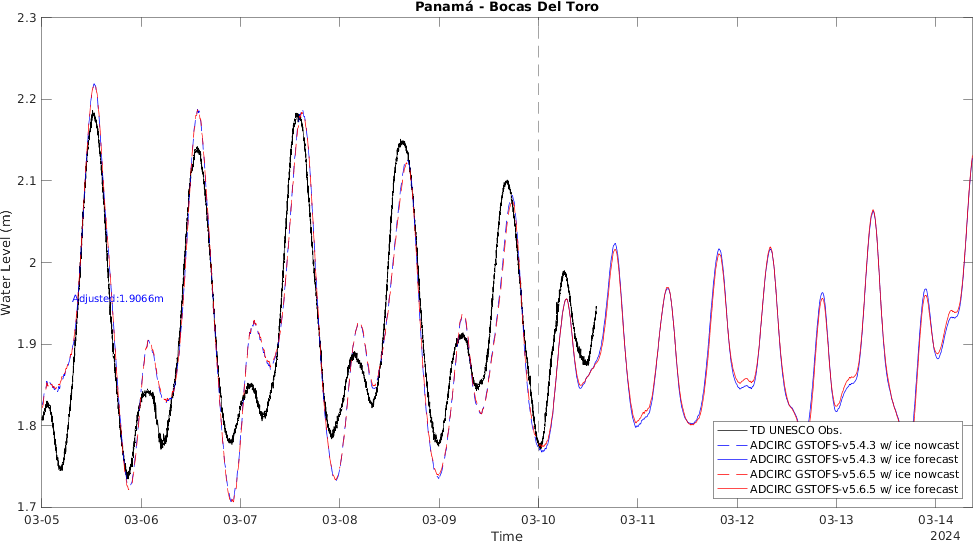 Panamá - Bocas Del Toro
2.3
2.2
2.1
2
1.9
1.8
1.7
Water Level (m)
Adjusted:1.9066m
TD UNESCO Obs.
ADCIRC GSTOFS-v5.4.3 w/ ice nowcast
ADCIRC GSTOFS-v5.4.3 w/ ice forecast
ADCIRC GSTOFS-v5.6.5 w/ ice nowcast
ADCIRC GSTOFS-v5.6.5 w/ ice forecast
03-05 03-06 03-07 03-08 03-09 03-10 03-11 03-12 03-13 03-14
Time
2024